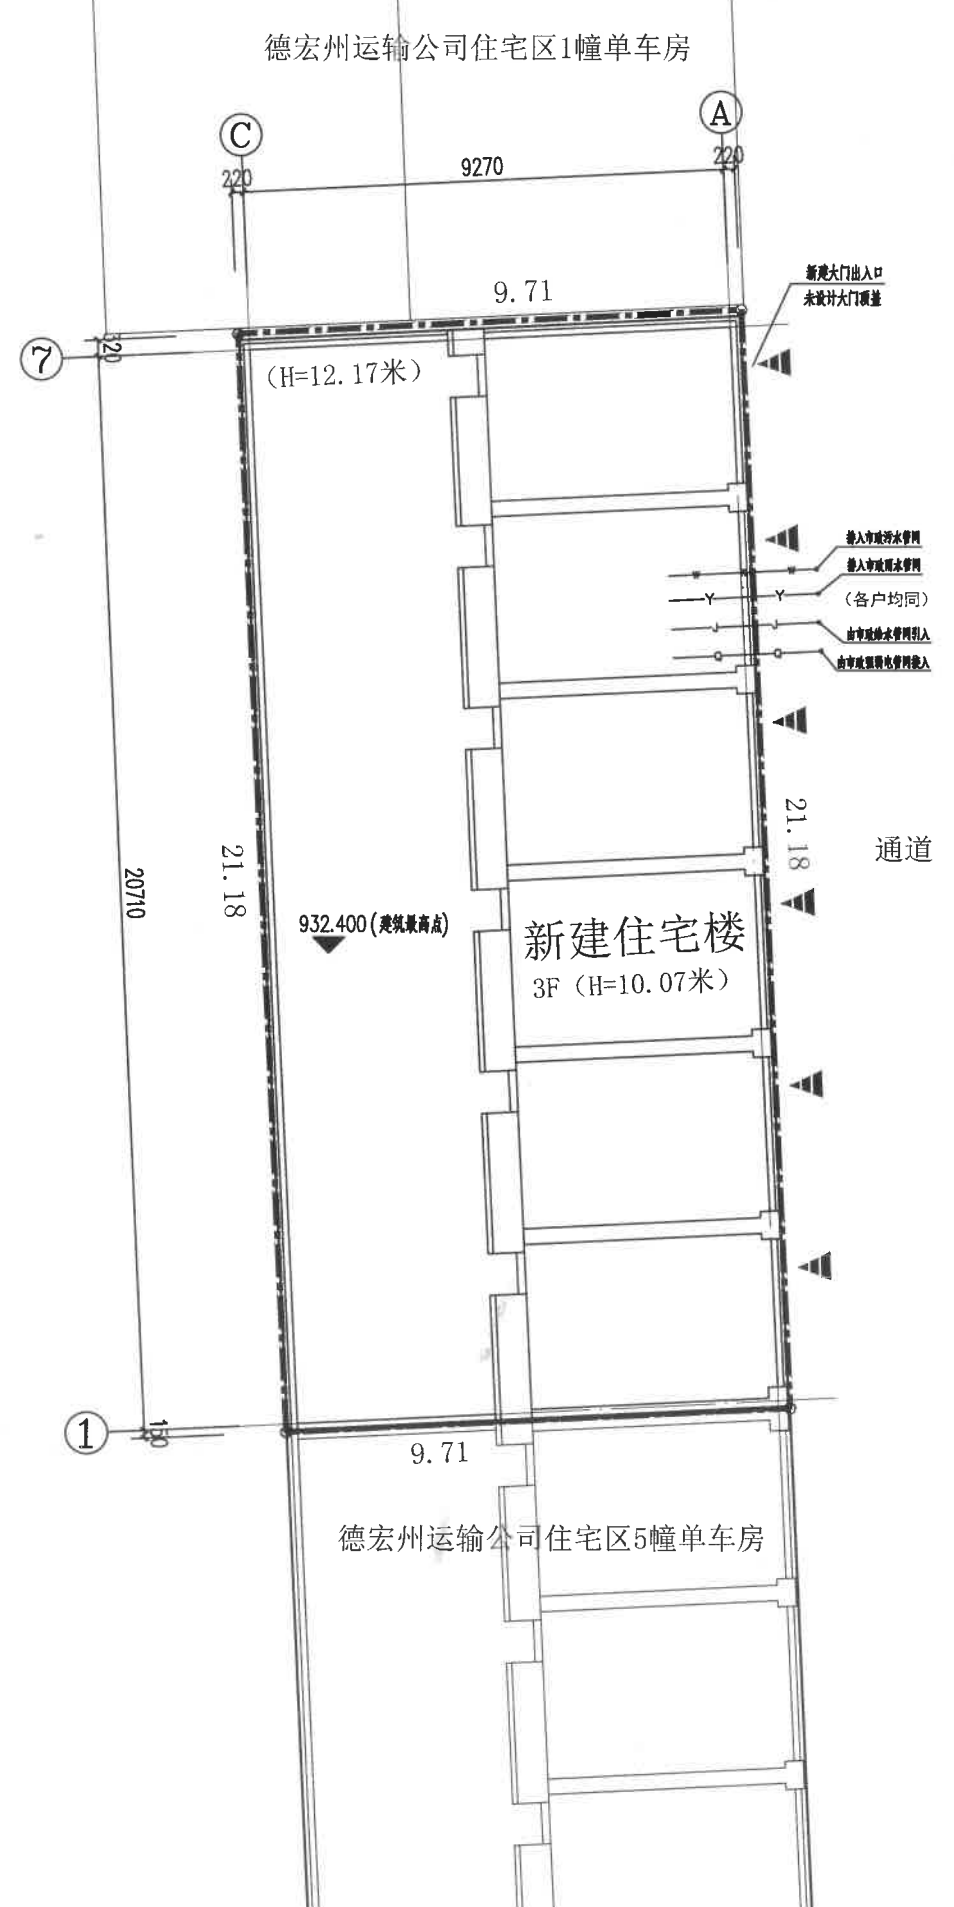 德宏州运输公司住宅区1幢单车房
C
A
220
9270
220
新建大门出入口
未设计大门顶盖
9.71
7
320
(H=12.17米)
排入市政污水管网
W
W
排入市政雨水管网
Y
Y
(各户均同)
由市政给水管网引入
J
J
由市政强弱电管网接入
21.18
21.18
通道
20710
932.400(建筑最高点)
新建住宅楼
3F(H=10.07米)
1
150
9.71
德宏州运输公司住宅区5幢单车房